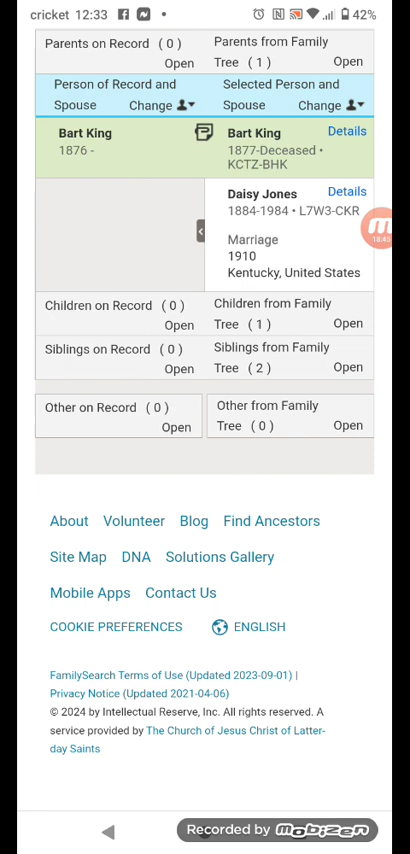 cricket 12:33 42%
Parents on Record ( 0 )
Open
Parents from Family
Tree ( 1 ) Open
Person of Record and
Spouse Change
Selected Person and
Spouse Change
Bart King
1876 -
Bart King Details
1877-Deceased •
KCTZ-BHK
Daisy Jones Details
1884-1984 • L7W3-CKR
18:45
Marriage
1910
Kentucky, United States
Children on Record ( 0 )
Open
Children from Family
Tree ( 1 ) Open
Siblings on Record ( 0 )
Open
Siblings from Family
Tree ( 2 ) Open
Other on Record ( 0 )
Open
Other from Family
Tree ( 0 ) Open
About Volunteer Blog Find Ancestors
Site Map DNA Solutions Gallery
Mobile Apps Contact Us
COOKIE PREFERENCES ENGLISH
FamilySearch Terms of Use (Updated 2023-09-01) |
Privacy Notice (Updated 2021-04-06)
© 2024 by Intellectual Reserve, Inc. All rights reserved. A
service provided by The Church of Jesus Christ of Latter-
day Saints
Recorded by mobizen